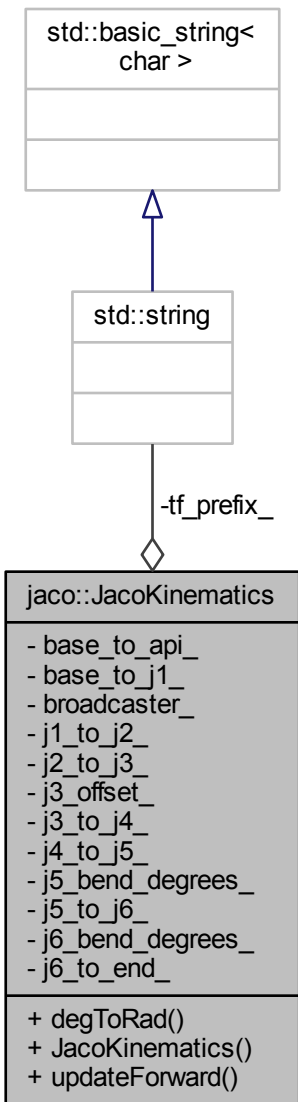 std::basic_string<
char >
std::string
-tf_prefix_
jaco::JacoKinematics
- base_to_api_
- base_to_j1_
- broadcaster_
- j1_to_j2_
- j2_to_j3_
- j3_offset_
- j3_to_j4_
- j4_to_j5_
- j5_bend_degrees_
- j5_to_j6_
- j6_bend_degrees_
- j6_to_end_
+ degToRad()
+ JacoKinematics()
+ updateForward()